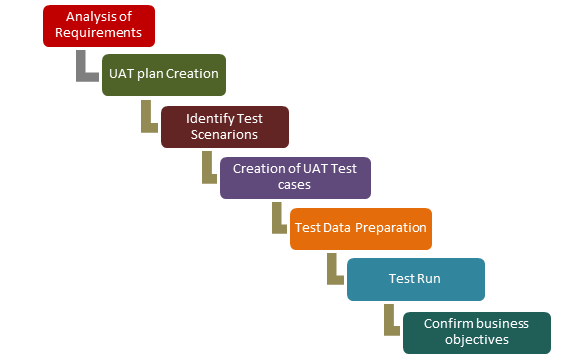 Analysis of
Requirements
UAT plan Creation
Identify Test
Scenarions
Creation of UAT Test
cases
Test Data Preparation
Test Run
Confirm business
objectives